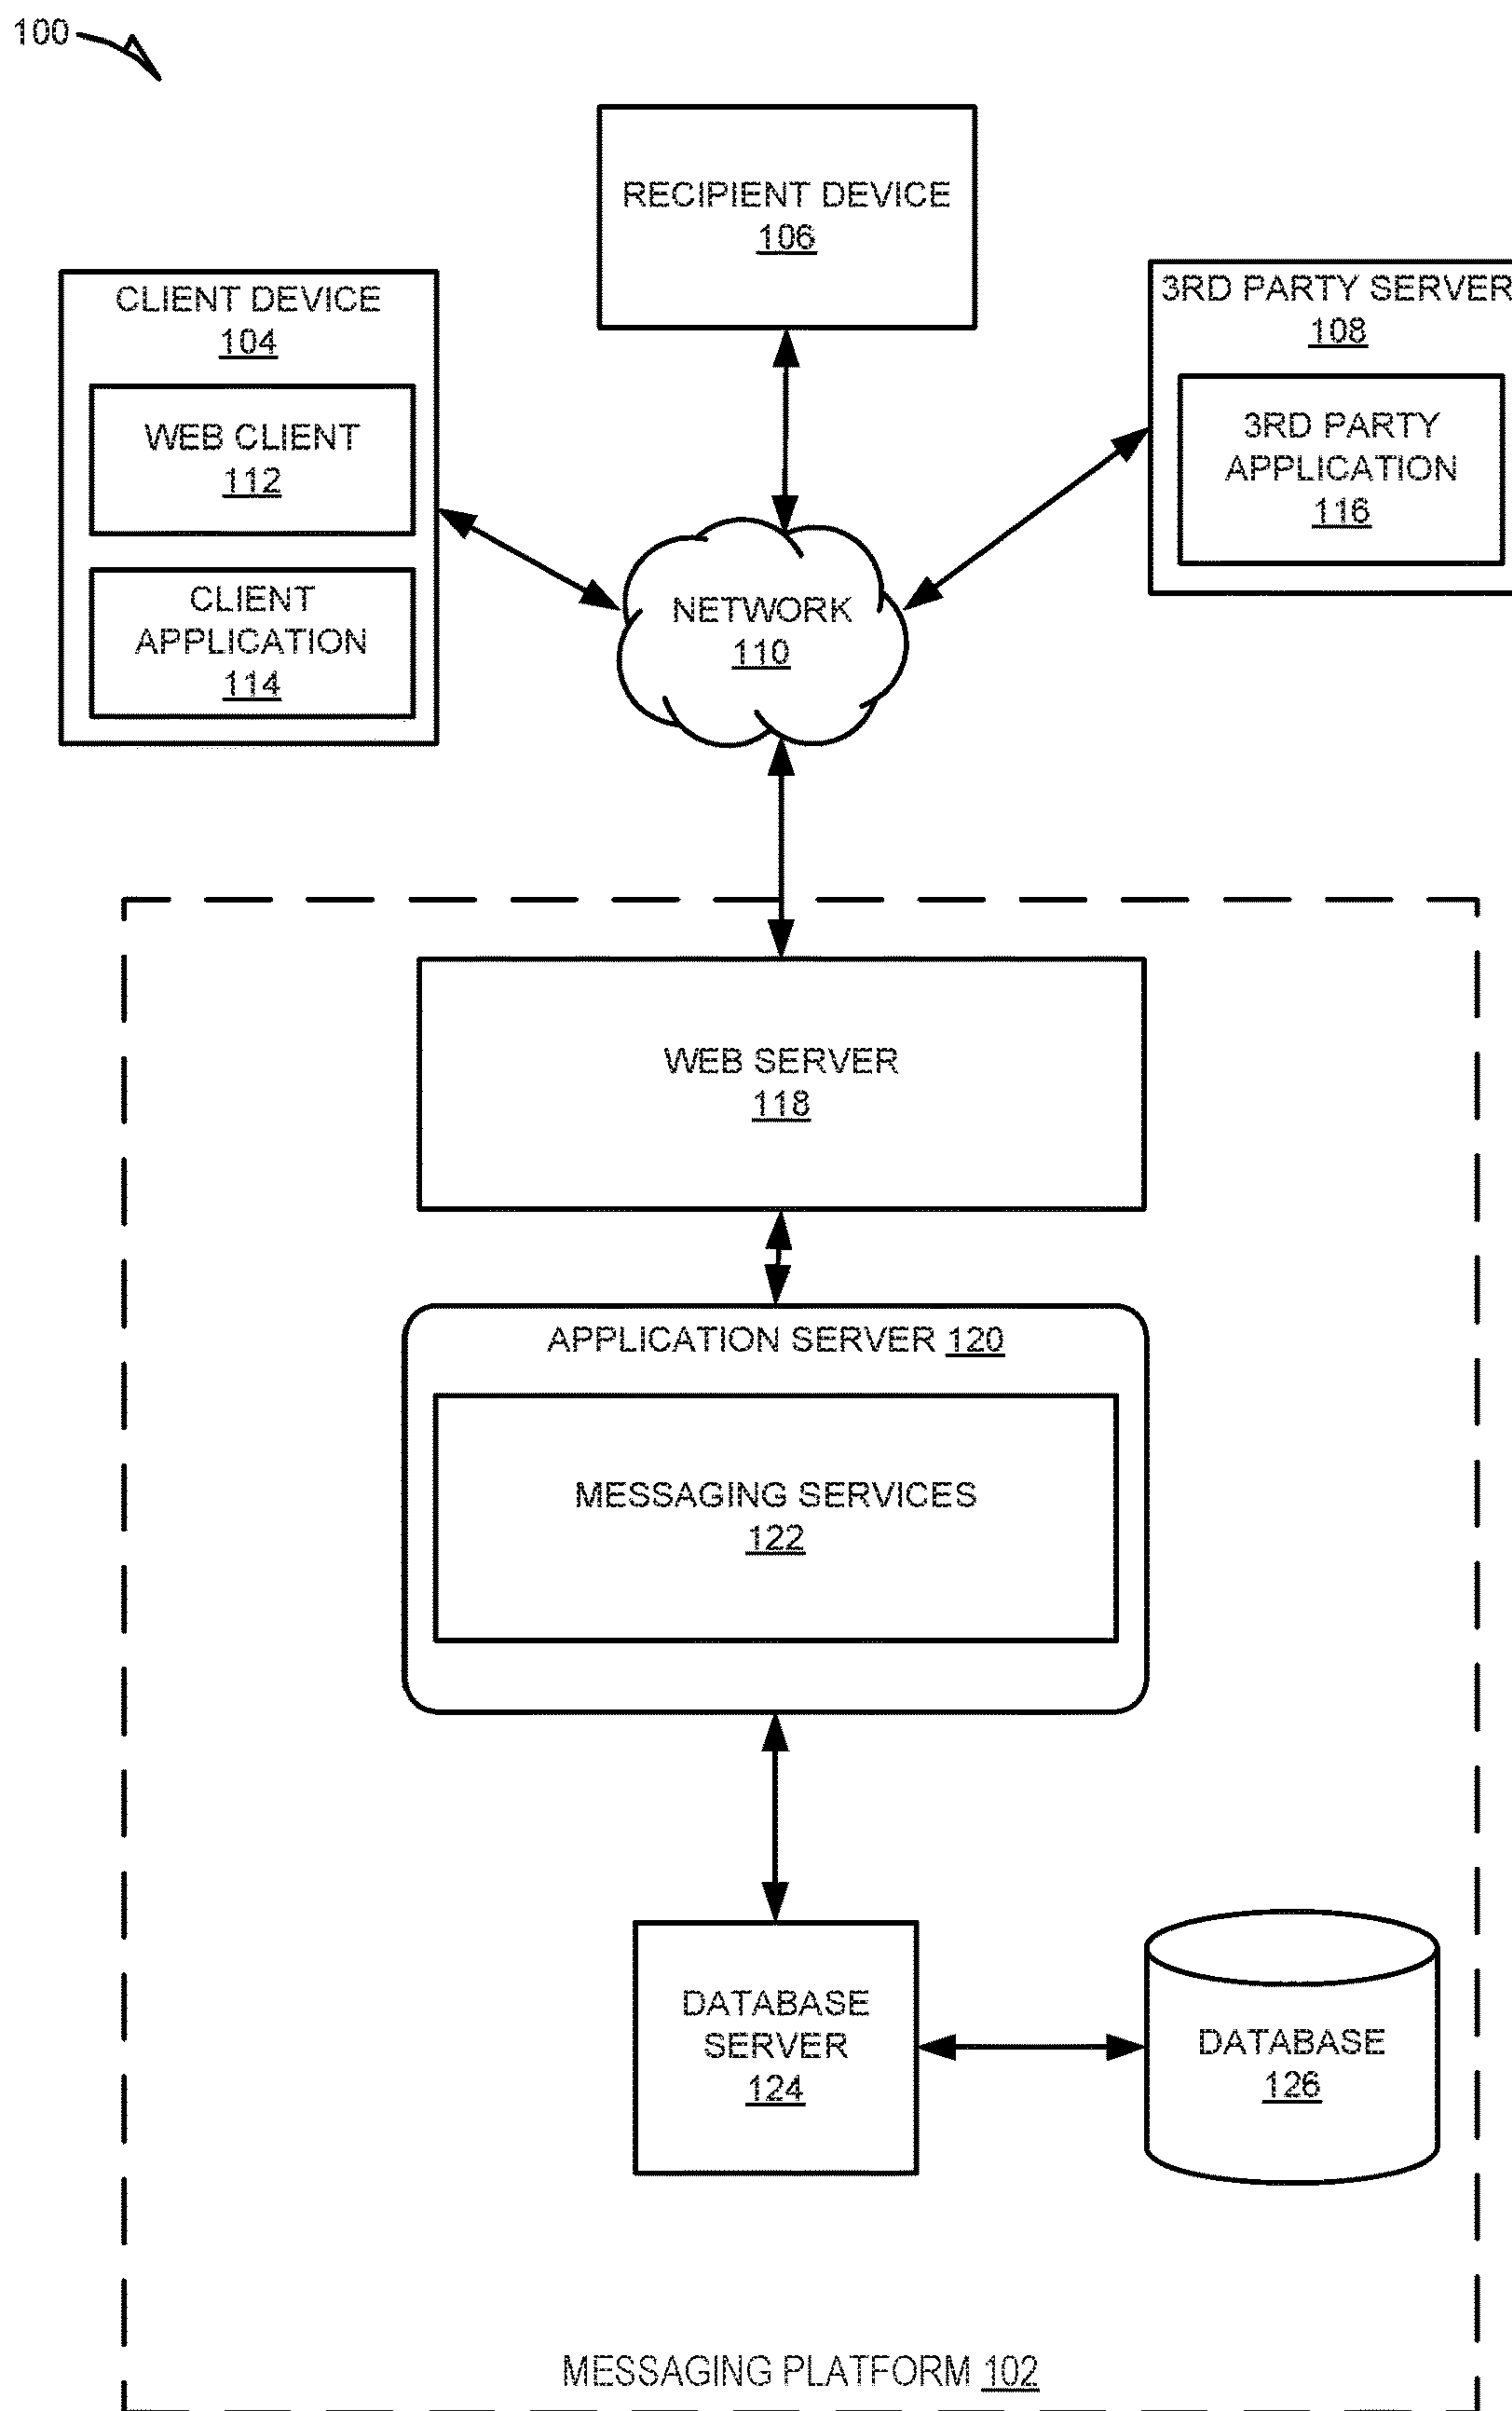 100
RECIPIENT DEVICE
106
CLIENT DEVICE
104
WEB CLIENT
112
CLIENT
APPLICATION
114
3RD PARTY SERVER
108
3RD PARTY
APPLICATION
116
NETWORK
110
WEB SERVER
118
APPLICATION SERVER 120
MESSAGING SERVICES
122
DATABASE
SERVER
124
DATABASE
126
MESSAGING PLATFORM 102